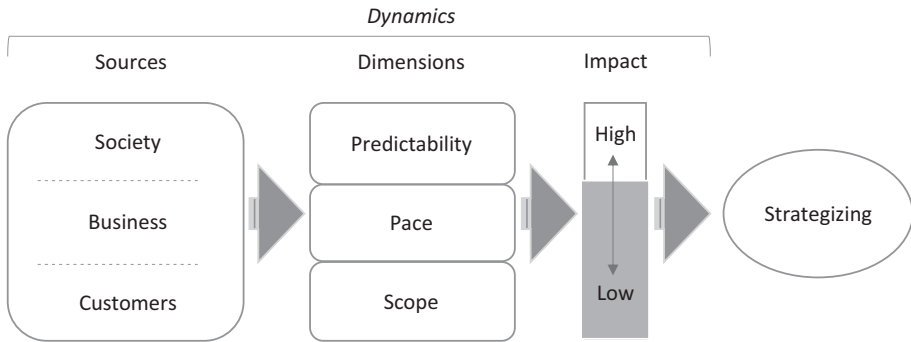 Dynamics
Sources
Dimensions
Impact
Society
Business
Customers
Predictability
Pace
Scope
High
Low
Strategizing